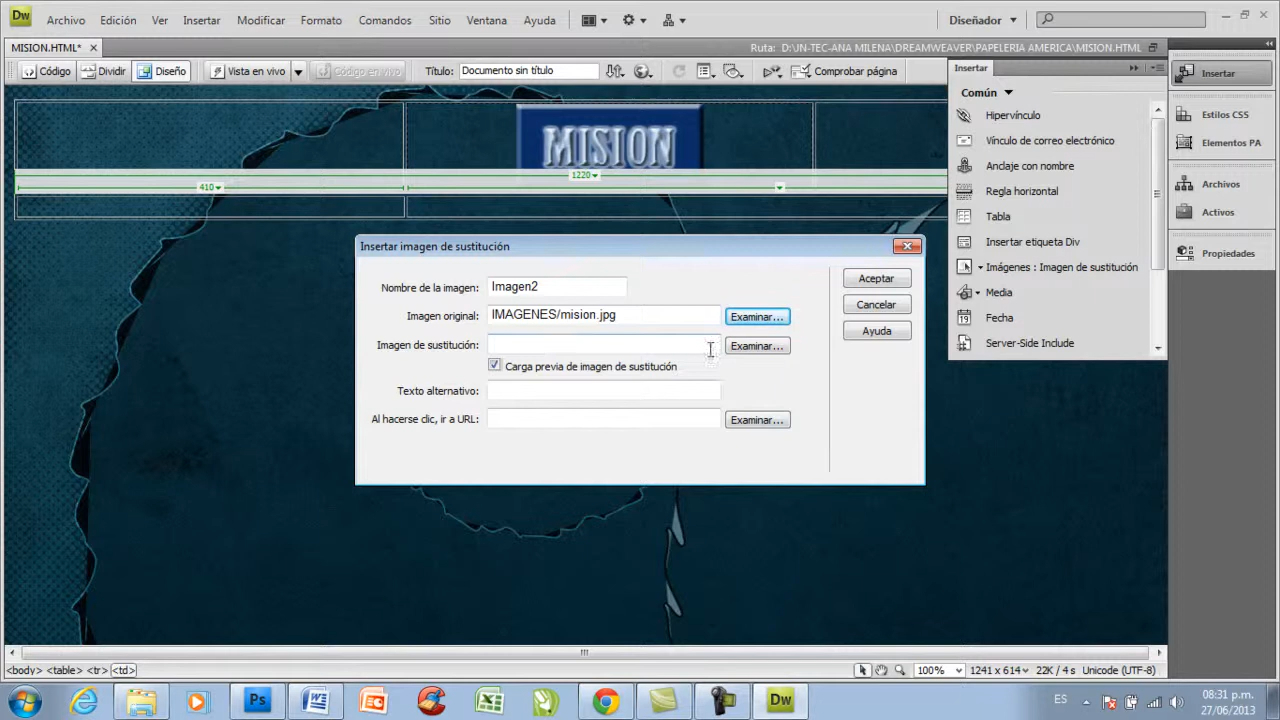 Dw Archivo Edición Ver Insertar Modificar Formato Comandos Sitio Ventana Ayuda Diseñador
MISION.HTML* Ruta: D:\IN-TEC-ANA MILENA\DREAMWEAVER\PAPELERIA AMERICA\MISION.HTML
Código Dividir Diseño Vista en vivo Código en vivo Título: Documento sin título Comprobar página
Insertar
Común
Hipervínculo
Vínculo de correo electrónico
Anclaje con nombre
Regla horizontal
Tabla
Insertar etiqueta Div
Imágenes : Imagen de sustitución
Media
Fecha
Server-Side Include
Insertar
Estilos CSS
Elementos PA
Archivos
Activos
Propiedades
MISION
1220
410
Insertar imagen de sustitución
Nombre de la imagen: Imagen2
Imagen original: IMAGENES/mision.jpg Examinar...
Imagen de sustitución: Examinar...
Carga previa de imagen de sustitución
Texto alternativo:
Al hacerse clic, ir a URL: Examinar...
Aceptar
Cancelar
Ayuda
<body> <table> <tr> <td> 100% 1241 x 614 22K / 4 s Unicode (UTF-8)
Ps Dw ES 08:31 p.m.
27/06/2013